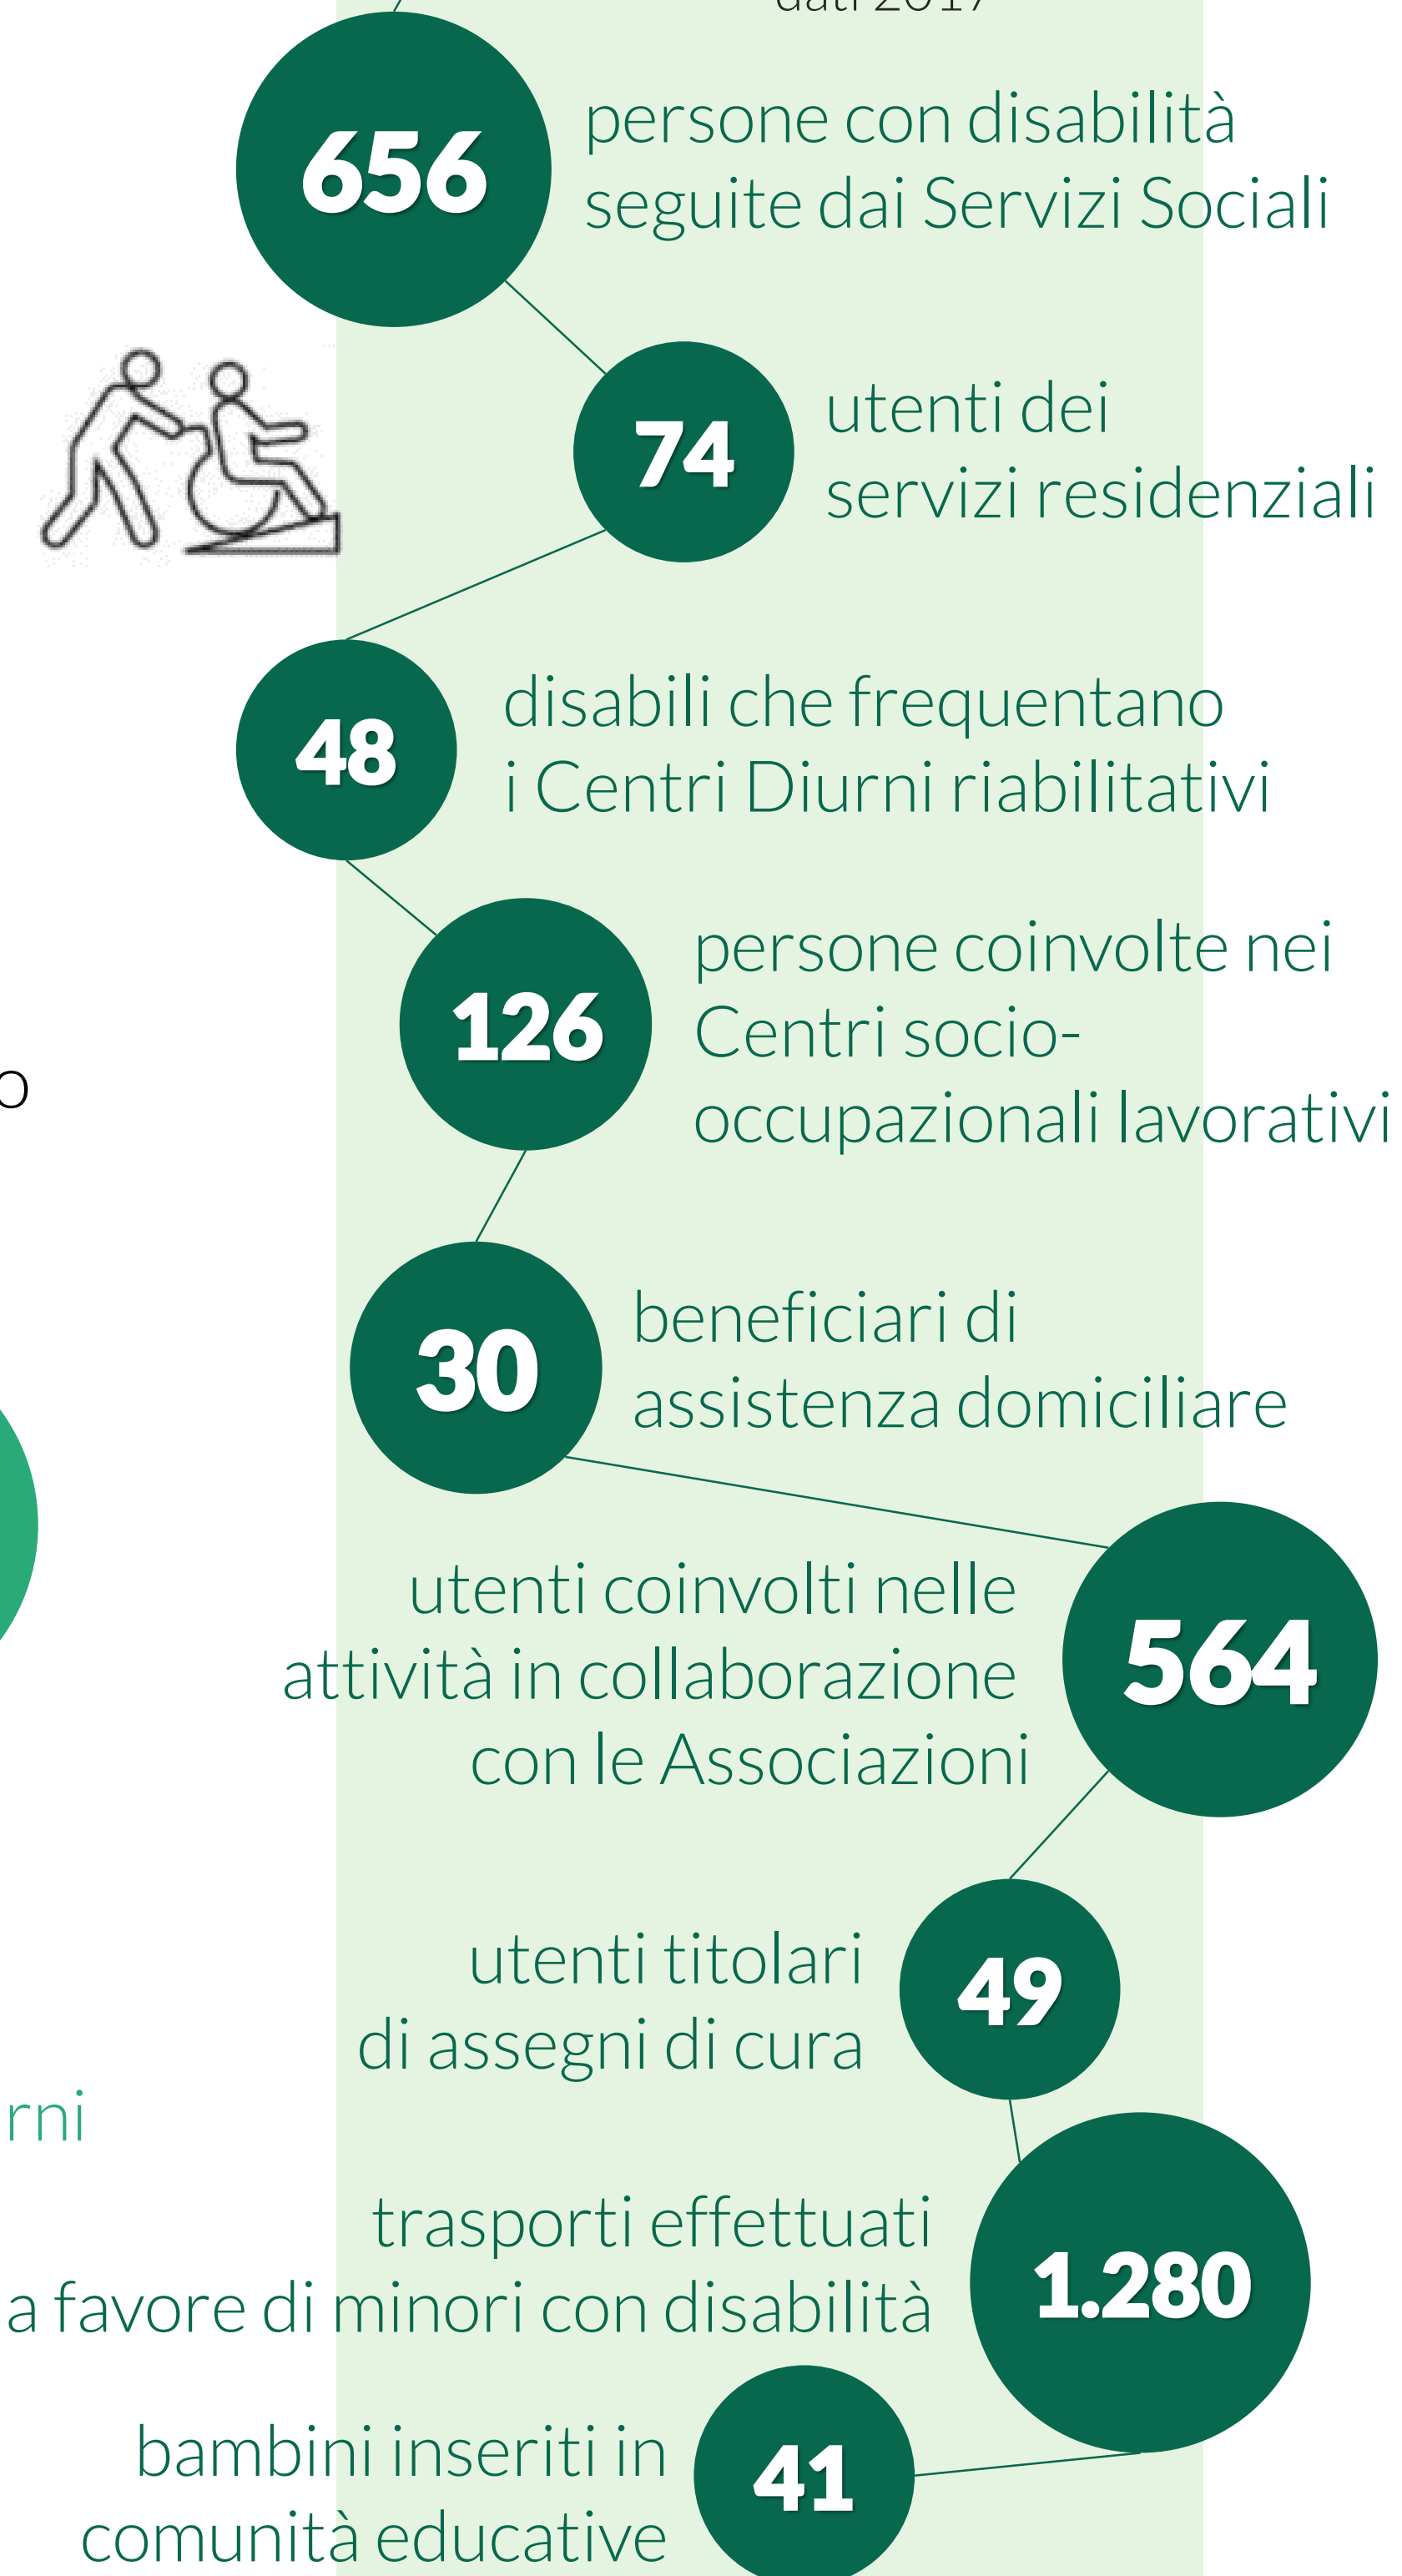 dati 2017
656
persone con disabilità
seguite dai Servizi Sociali
74
utenti dei
servizi residenziali
48
disabili che frequentano
i Centri Diurni riabilitativi
126
persone coinvolte nei
Centri socio-
occupazionali lavorativi
o
30
beneficiari di
assistenza domiciliare
utenti coinvolti nelle
attività in collaborazione
con le Associazioni
564
utenti titolari
di assegni di cura
49
rni
trasporti effettuati
a favore di minori con disabilità
1.280
bambini inseriti in
comunità educative
41